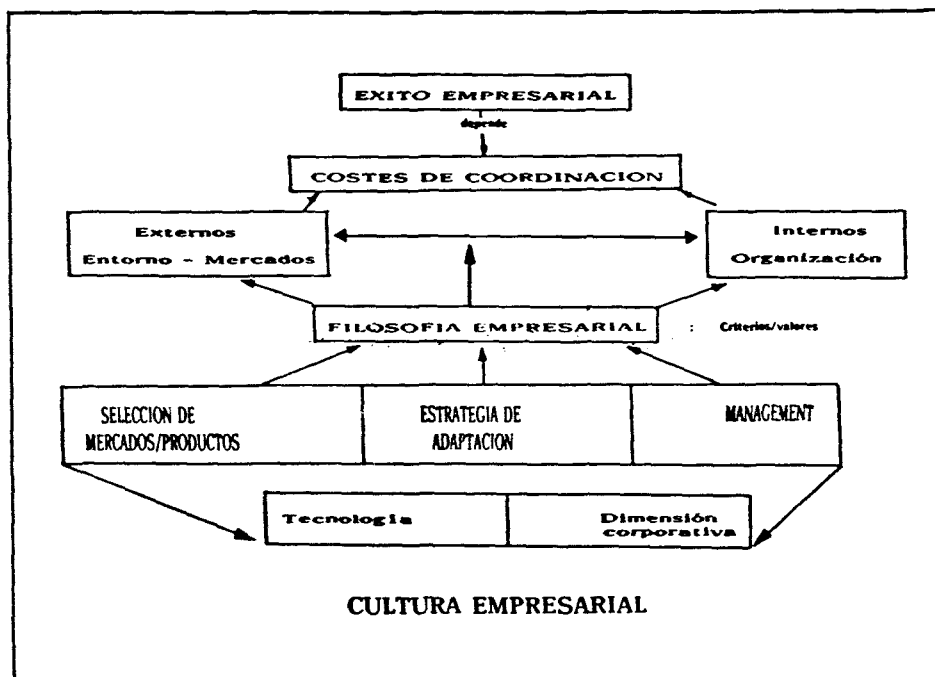 EXITO EMPRESARIAL
depende
COSTES DE COORDINACION
Externos
Entorno - Mercados
Internos
Organización
FILOSOFIA EMPRESARIAL : Criterios/valores
SELECCION DE
MERCADOS/PRODUCTOS
ESTRATEGIA DE
ADAPTACION
MANAGEMENT
Tecnología
Dimensión
corporativa
CULTURA EMPRESARIAL